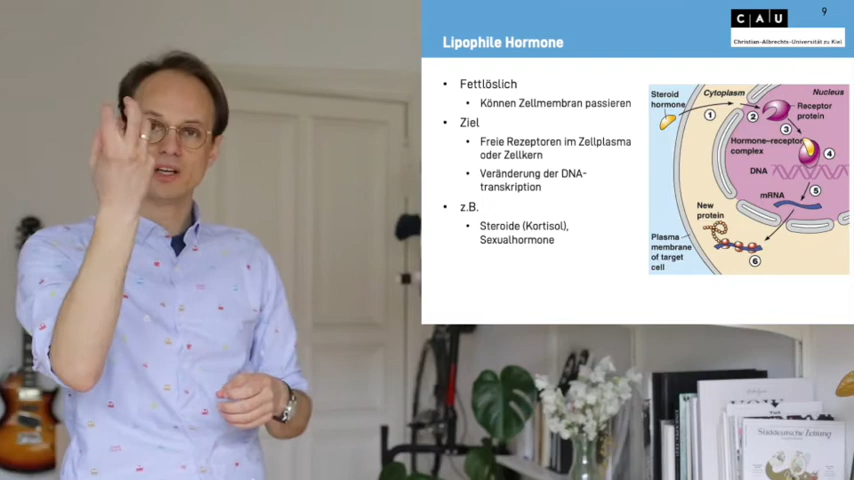 9
C A U
Christian-Albrechts-Universität zu Kiel
Lipophile Hormone
• Fettlöslich
• Können Zellmembran passieren
• Ziel
• Freie Rezeptoren im Zellplasma
oder Zellkern
• Veränderung der DNA-
transkription
• z.B.
• Steroide (Kortisol),
Sexualhormone
Steroid
hormone
Cytoplasm
Nucleus
1
2
Receptor
protein
3
Hormone–receptor
complex
4
DNA
5
mRNA
New
protein
Plasma
membrane
of target
cell
6
Süddeutsche Zeitung